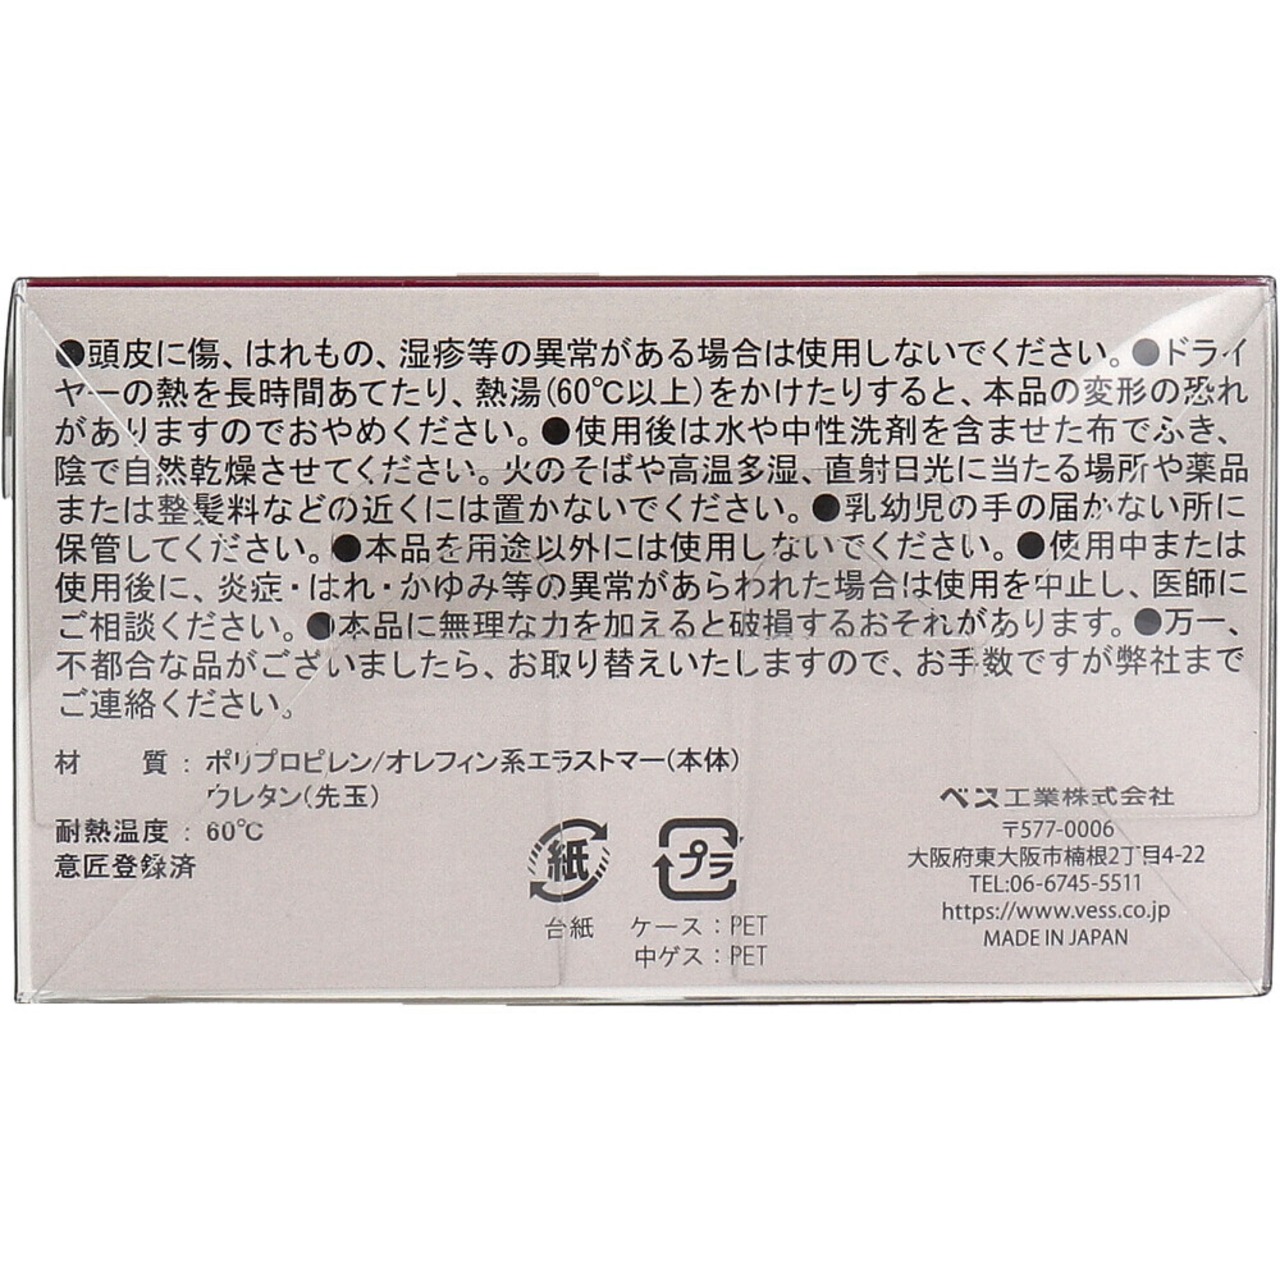 ●頭皮に傷、はれもの、湿疹等の異常がある場合は使用しないでください。●ドライ
ヤーの熱を長時間あてたり、熱湯(60℃以上)をかけたりすると、本品の変形の恐れ
がありますのでおやめください。●使用後は水や中性洗剤を含ませた布でふき、
陰で自然乾燥させてください。火のそばや高温多湿、直射日光に当たる場所や薬品
または整髪料などの近くには置かないでください。●乳幼児の手の届かない所に
保管してください。●本品を用途以外には使用しないでください。●使用中または
使用後に、炎症・はれ・かゆみ等の異常があらわれた場合は使用を中止し、医師に
ご相談ください。●本品に無理な力を加えると破損するおそれがあります。●万一、
不都合な品がございましたら、お取り替えいたしますので、お手数ですが弊社まで
ご連絡ください。
材　　質：ポリプロピレン/オレフィン系エラストマー(本体)
ウレタン(先玉)
耐熱温度：60℃
意匠登録済
紙
台紙
プラ
ケース：PET
中ゲス：PET
ベス工業株式会社
〒577-0006
大阪府東大阪市楠根2丁目4-22
TEL:06-6745-5511
https://www.vess.co.jp
MADE IN JAPAN